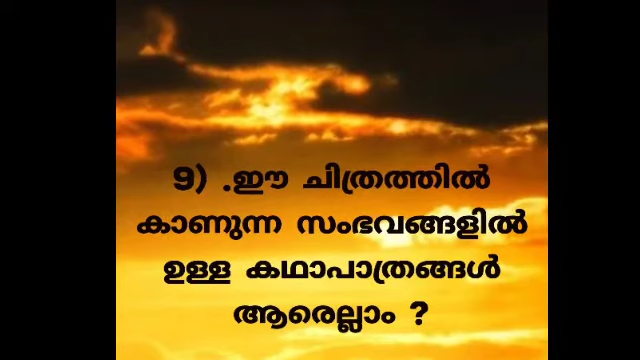 9) .ഈ ചിത്രത്തിൽ
കാണുന്ന സംഭവങ്ങളിൽ
ഉള്ള കഥാപാത്രങ്ങൾ
ആരെല്ലാം ?